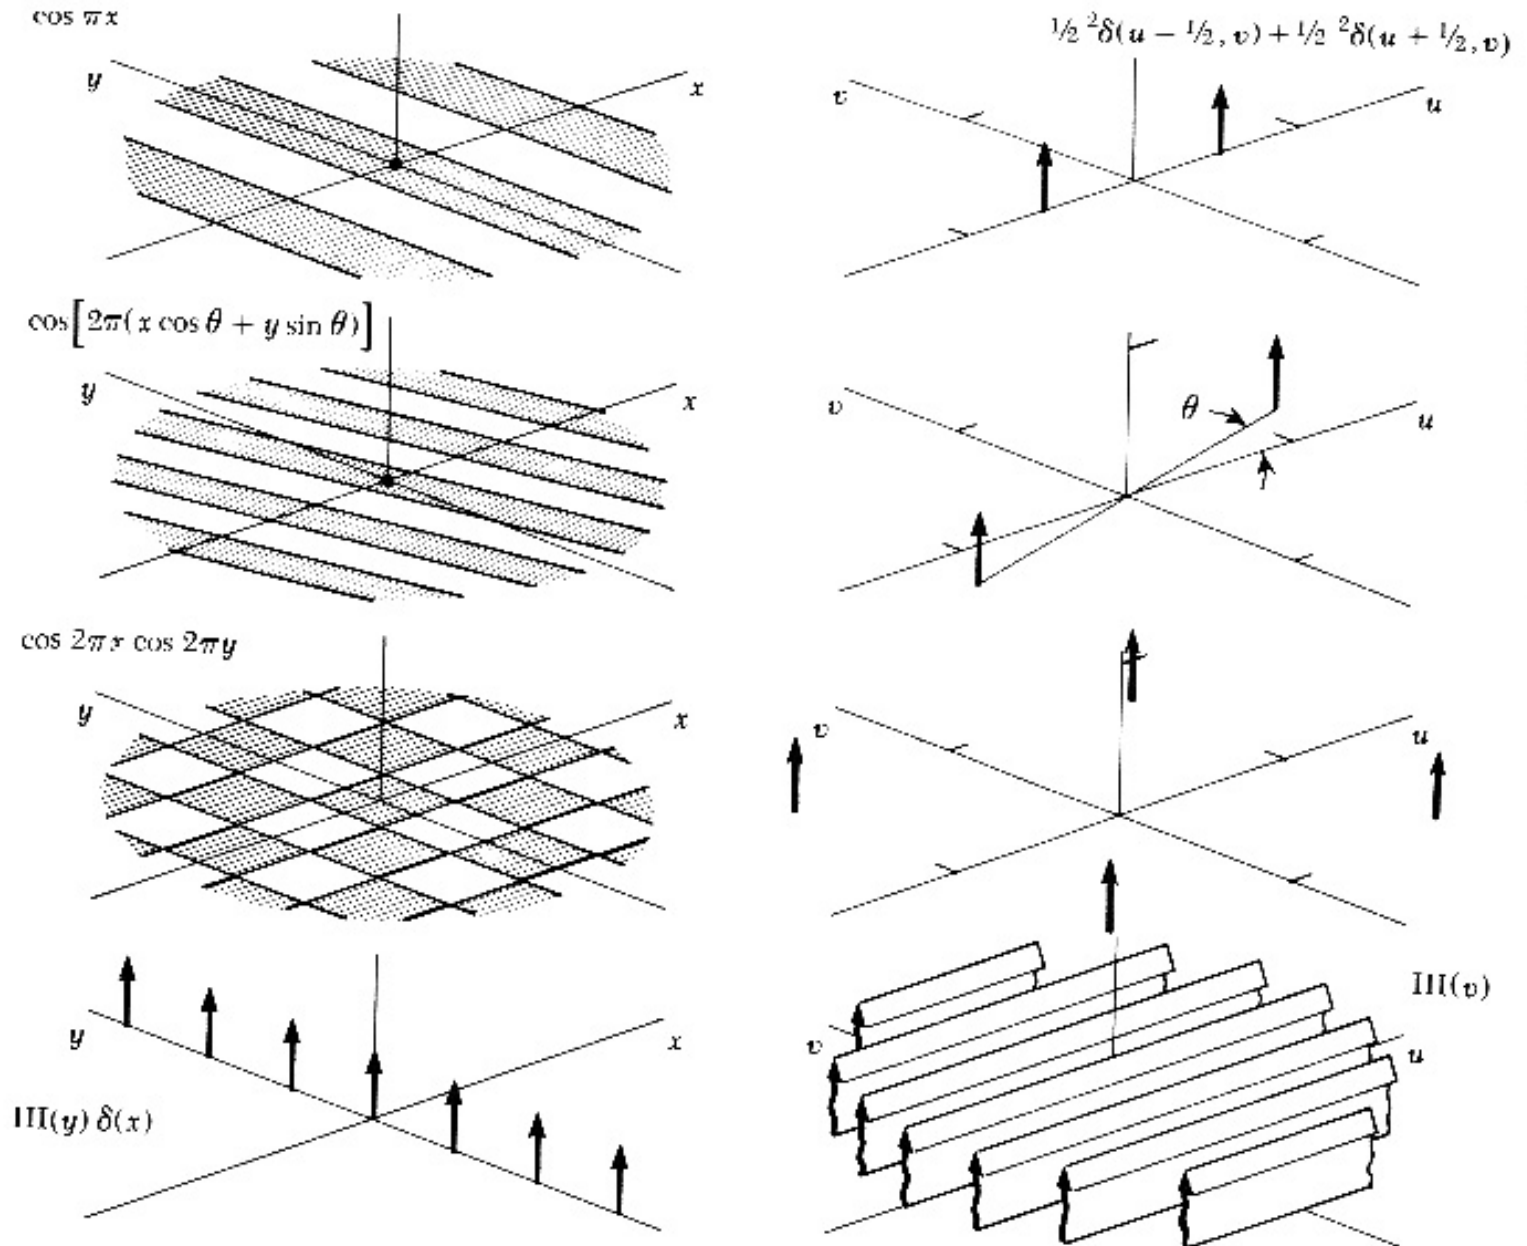 cos πx
½ ²δ(u − ½, v) + ½ ²δ(u + ½, v)
y
x
v
u
cos[2π(x cos θ + y sin θ)]
y
x
v
θ
u
cos 2πx cos 2πy
y
x
v
u
III(v)
y
x
v
u
III(y) δ(x)